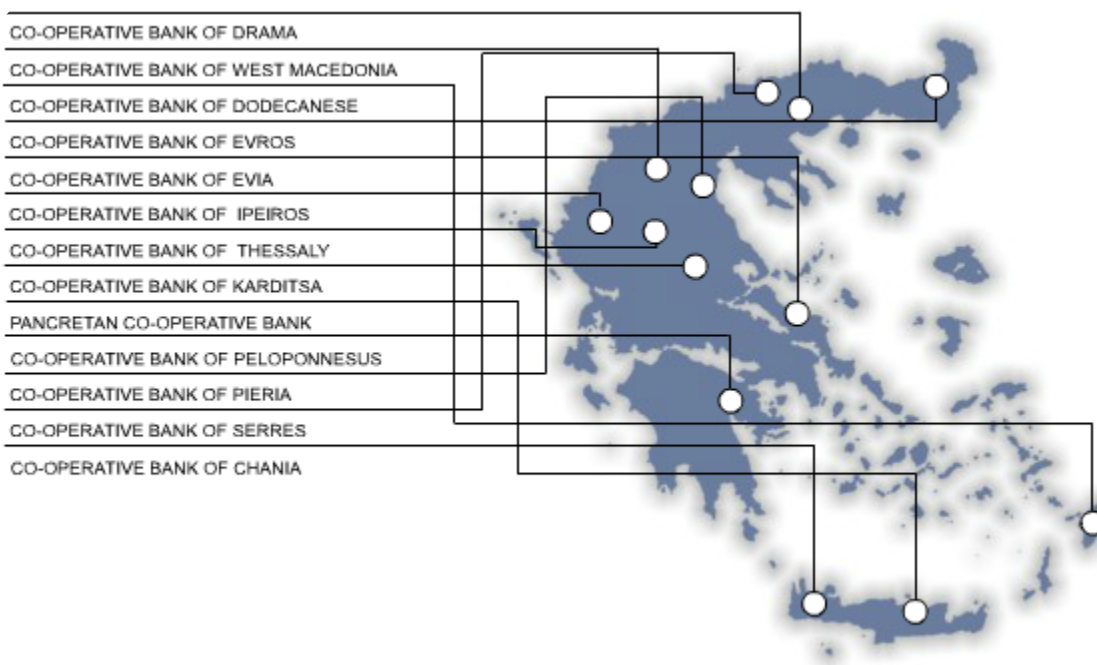 CO-OPERATIVE BANK OF DRAMA
CO-OPERATIVE BANK OF WEST MACEDONIA
CO-OPERATIVE BANK OF DODECANESE
CO-OPERATIVE BANK OF EVROS
CO-OPERATIVE BANK OF EVIA
CO-OPERATIVE BANK OF IPEIROS
CO-OPERATIVE BANK OF THESSALY
CO-OPERATIVE BANK OF KARDITSA
PANCRETAN CO-OPERATIVE BANK
CO-OPERATIVE BANK OF PELOPONNESUS
CO-OPERATIVE BANK OF PIERIA
CO-OPERATIVE BANK OF SERRES
CO-OPERATIVE BANK OF CHANIA